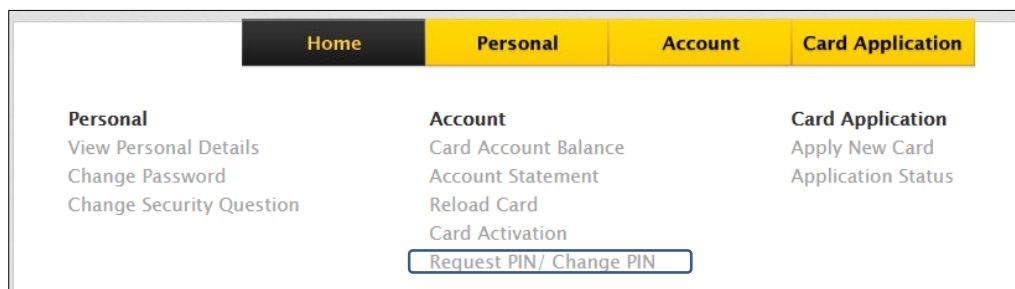 Home Personal Account Card Application
Personal
View Personal Details
Change Password
Change Security Question
Account
Card Account Balance
Account Statement
Reload Card
Card Activation
Request PIN/ Change PIN
Card Application
Apply New Card
Application Status